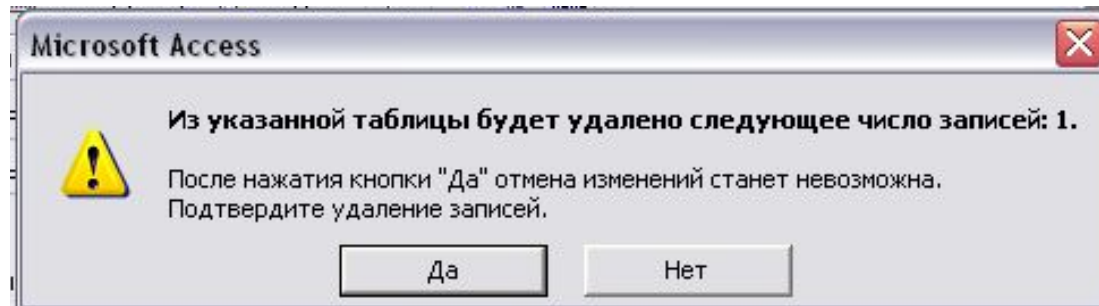 Microsoft Access
Из указанной таблицы будет удалено следующее число записей: 1.
После нажатия кнопки "Да" отмена изменений станет невозможна.
Подтвердите удаление записей.
Да Нет